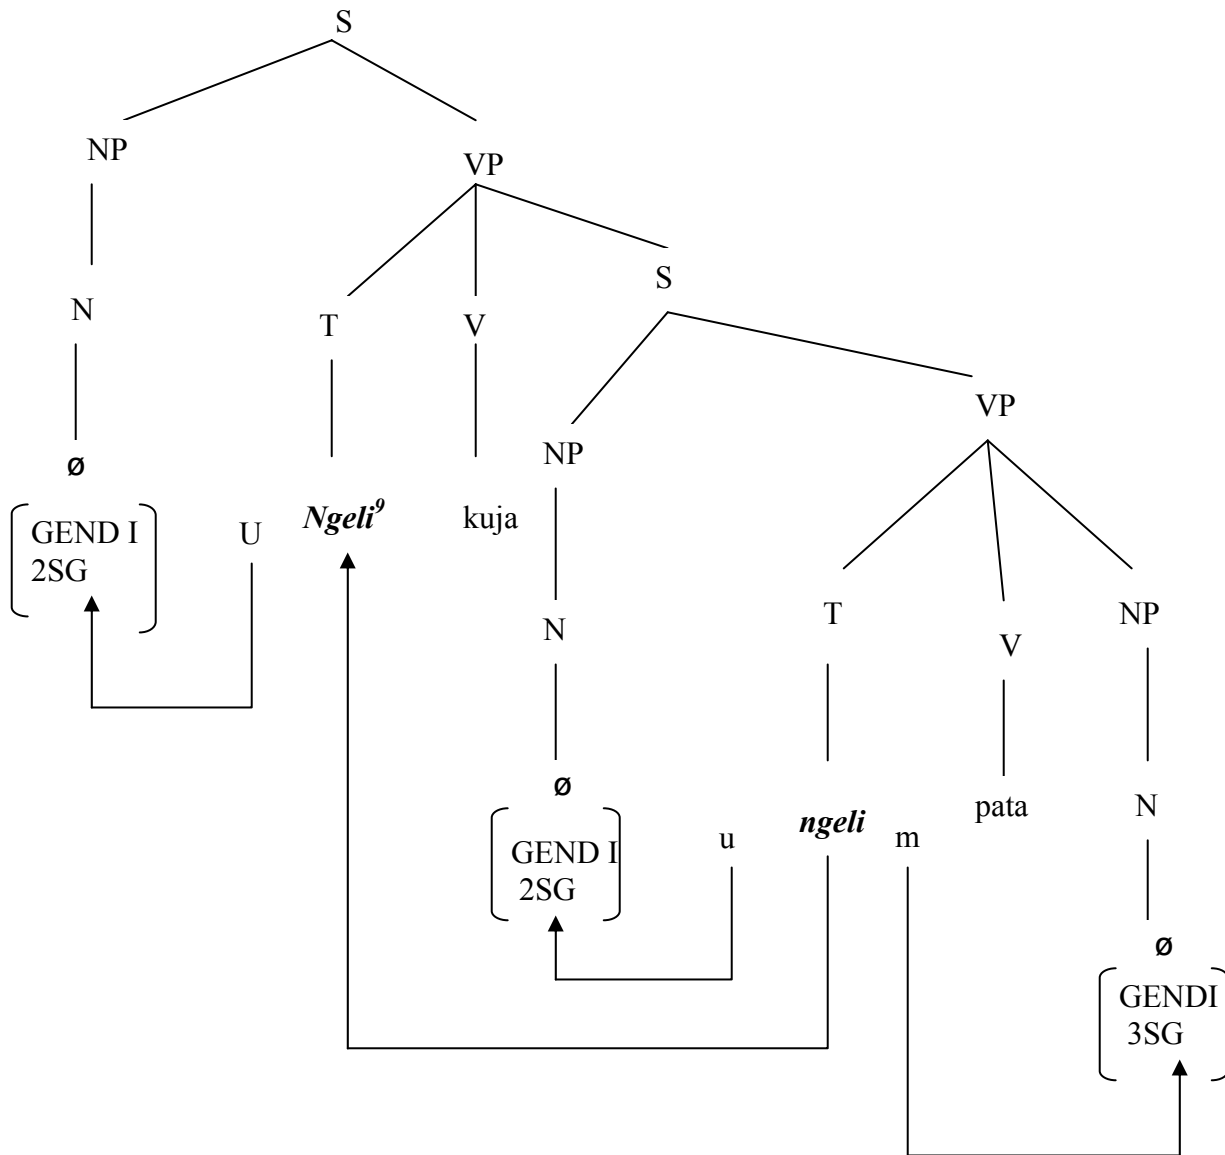 S
NP
VP
N
T
V
S
NP
VP
ø
GEND I
2SG
U
Ngeli⁹
kuja
N
T
V
NP
ø
GEND I
2SG
u
ngeli
m
pata
N
ø
GENDI
3SG